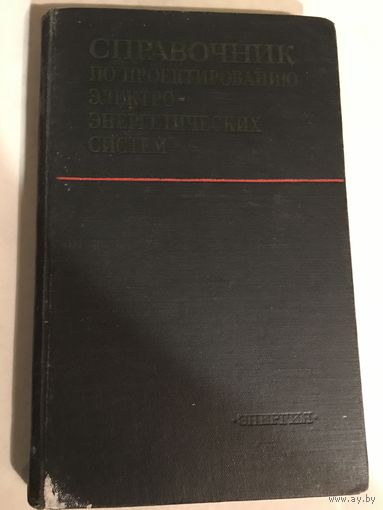 СПРАВОЧНИК
ПО ПРОЕКТИРОВАНИЮ
ЭЛЕКТРО-
ЭНЕРГЕТИЧЕСКИХ
СИСТЕМ
·ЭНЕРГИЯ·
www.ay.by